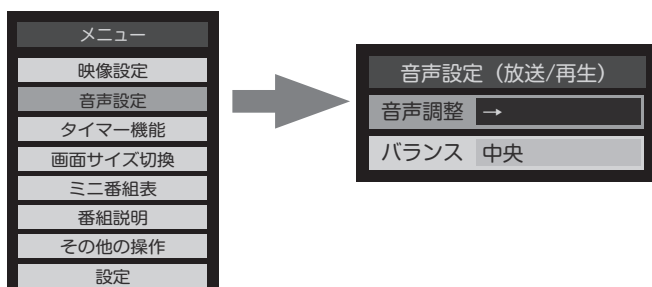 メニュー
映像設定
音声設定
タイマー機能
画面サイズ切換
ミニ番組表
番組説明
その他の操作
設定
音声設定（放送/再生）
音声調整 →
バランス 中央